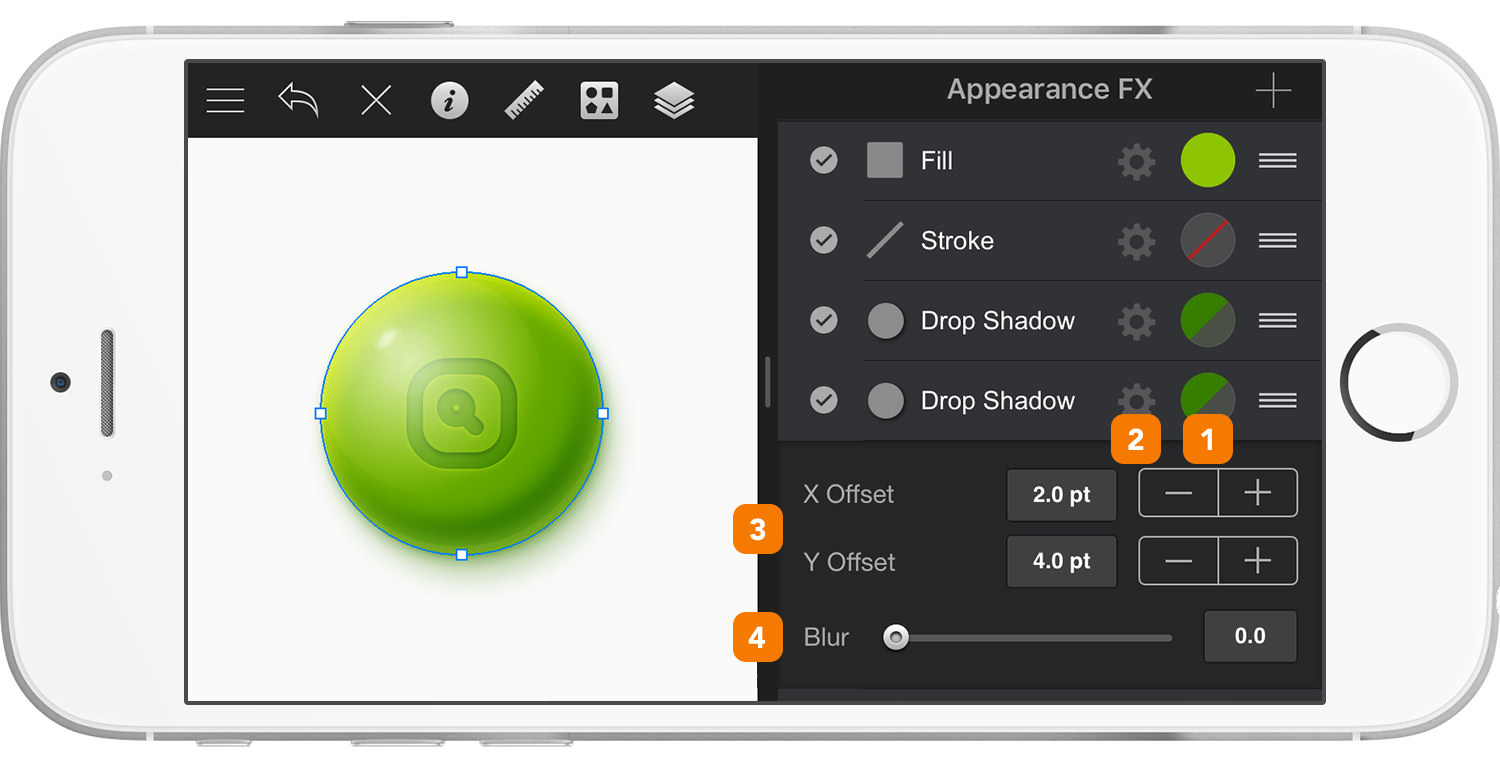 Appearance FX
Fill
Stroke
Drop Shadow
Drop Shadow
2 1
X Offset 2.0 pt
3
Y Offset 4.0 pt
4 Blur 0.0